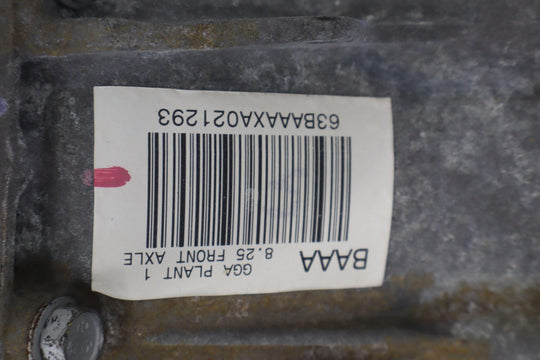 BAAA
GGA PLANT 1
8.25 FRONT AXLE
63BAAAXA021293